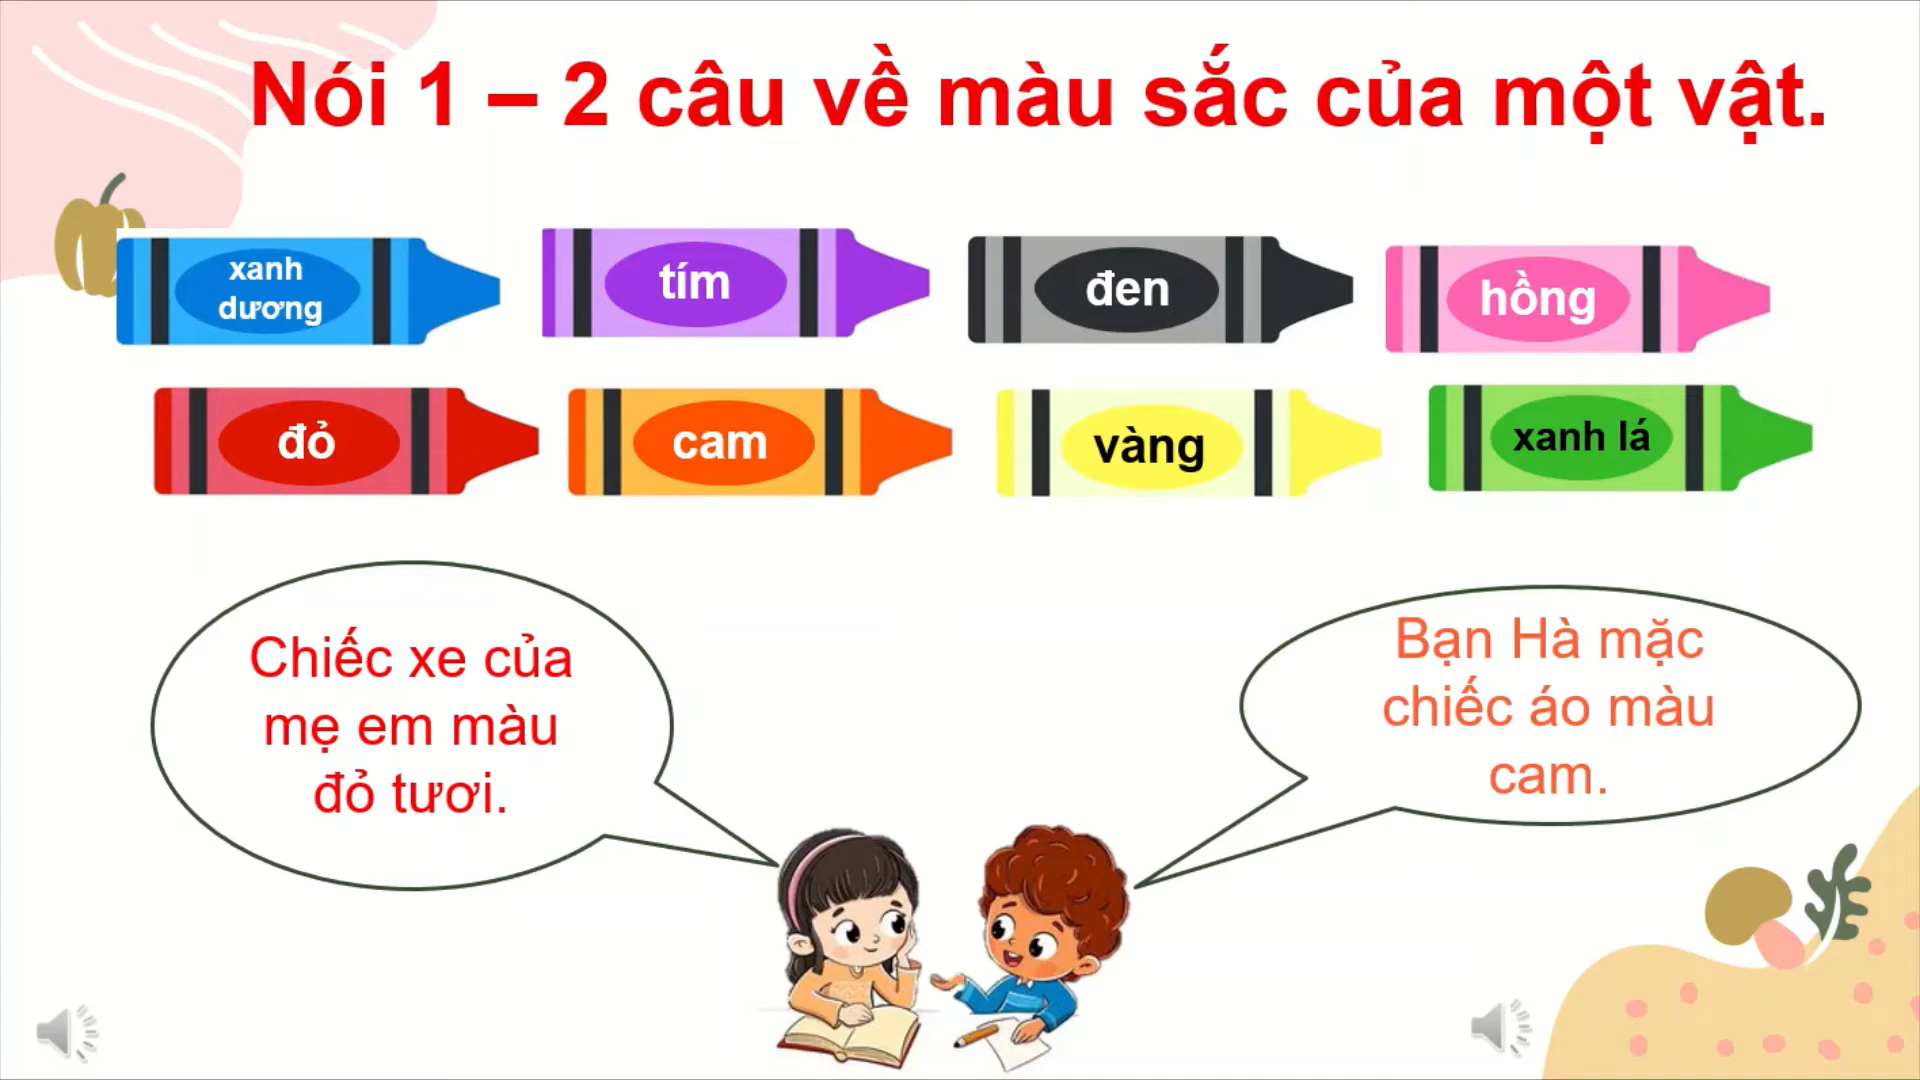 Nói 1 – 2 câu về màu sắc của một vật.
xanh
dương
tím
đen
hồng
đỏ
cam
vàng
xanh lá
Chiếc xe của
mẹ em màu
đỏ tươi.
Bạn Hà mặc
chiếc áo màu
cam.